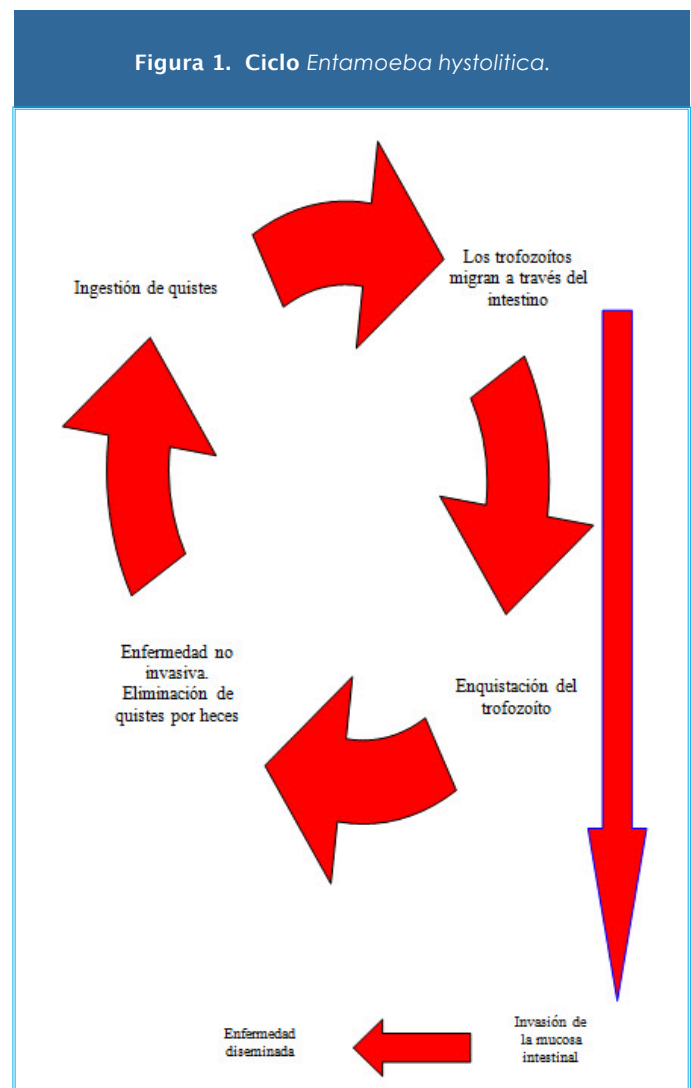 Figura 1. Ciclo Entamoeba hystolitica.
Ingestión de quistes
Los trofozoítos
migran a través del
intestino
Enquistación del
trofozoíto
Enfermedad no
invasiva.
Eliminación de
quistes por heces
Invasión de
la mucosa
intestinal
Enfermedad
diseminada